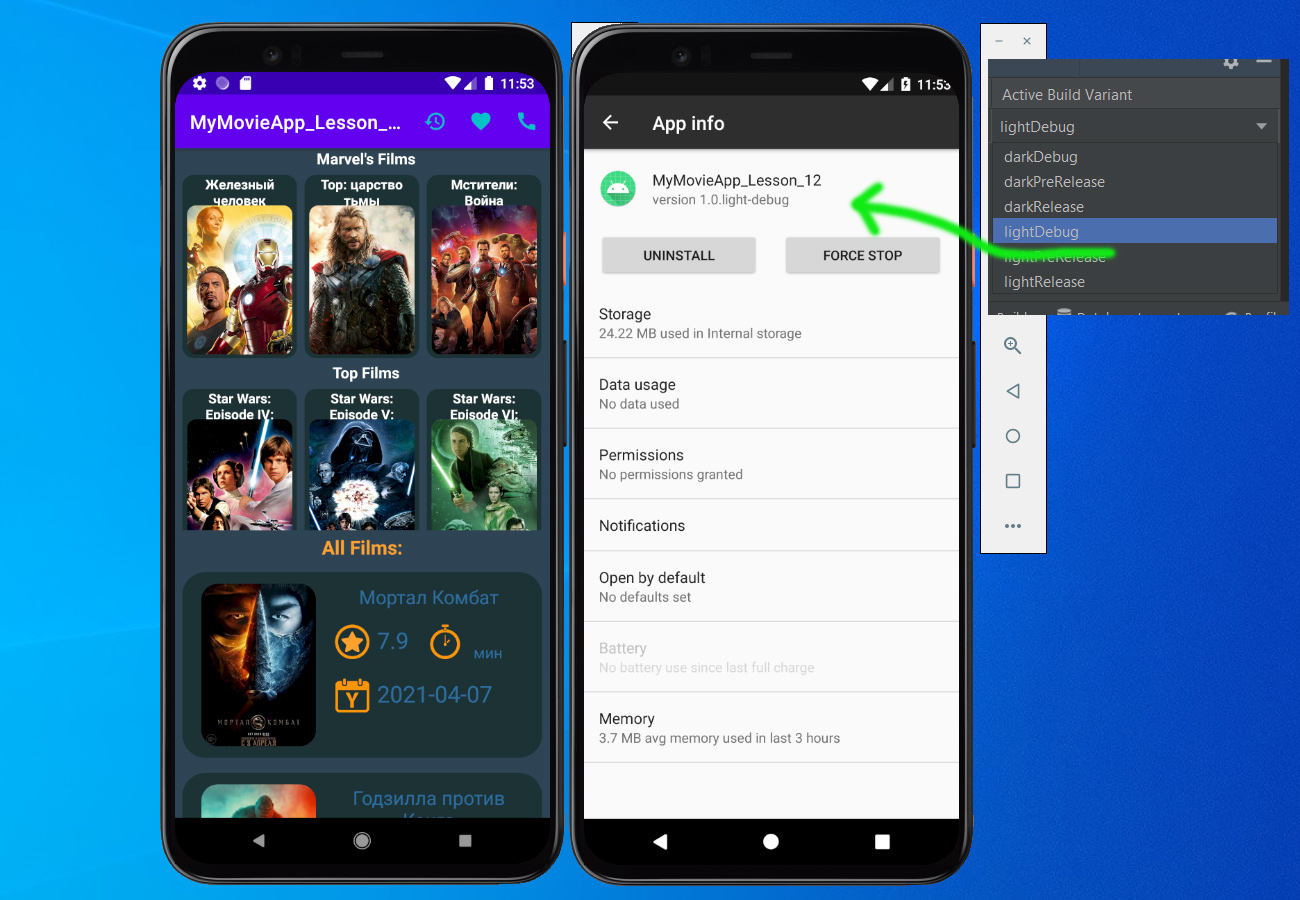 11:53
MyMovieApp_Lesson_...
Marvel's Films
Железный
человек
Тор: царство
тьмы
Мстители:
Война
Top Films
Star Wars:
Episode IV:
Star Wars:
Episode V:
Star Wars:
Episode VI:
All Films:
Мортал Комбат
7.9
мин
Y
2021-04-07
МОРТАЛ КОМБАТ
Годзилла против
Конга
11:53
App info
MyMovieApp_Lesson_12
version 1.0.light-debug
UNINSTALL
FORCE STOP
Storage
24.22 MB used in Internal storage
Data usage
No data used
Permissions
No permissions granted
Notifications
Open by default
No defaults set
Battery
No battery use since last full charge
Memory
3.7 MB avg memory used in last 3 hours
Active Build Variant
lightDebug
darkDebug
darkPreRelease
darkRelease
lightDebug
lightPreRelease
lightRelease